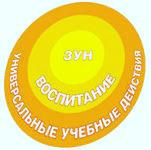 ЗУН
ВОСПИТАНИЕ
УНИВЕРСАЛЬНЫЕ УЧЕБНЫЕ ДЕЙСТВИЯ